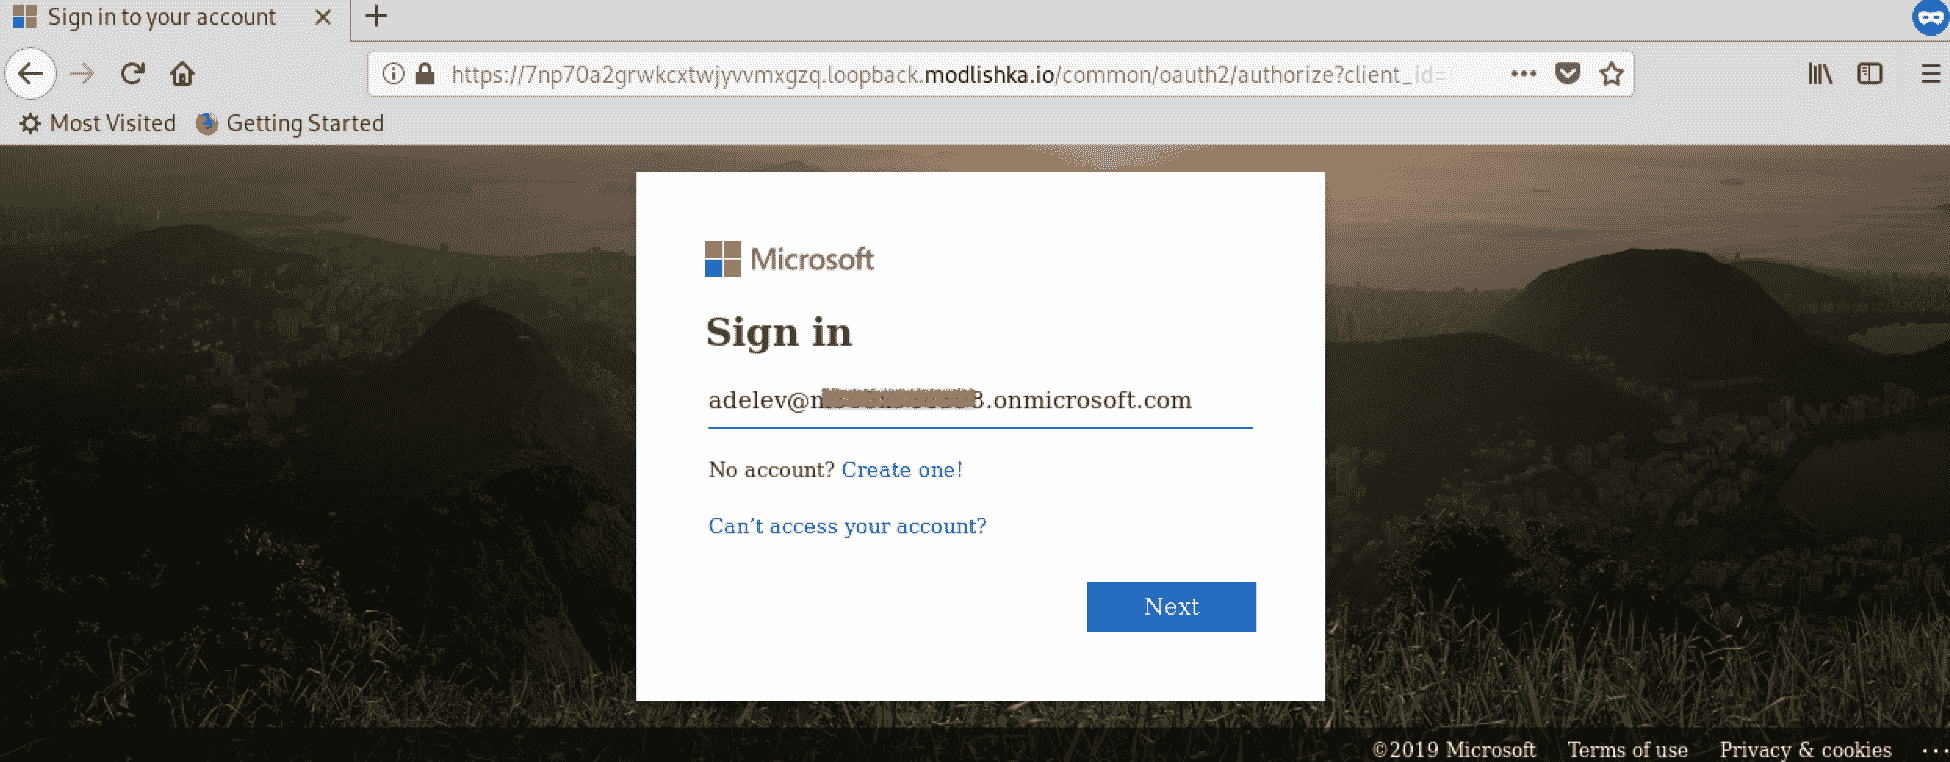 Sign in to your account
https://7np70a2grwkcxtwjyvvmxgzq.loopback.modlishka.io/common/oauth2/authorize?client_id=
Most Visited Getting Started
Microsoft
Sign in
adelev@ .onmicrosoft.com
No account? Create one!
Can't access your account?
Next
©2019 Microsoft Terms of use Privacy & cookies ...